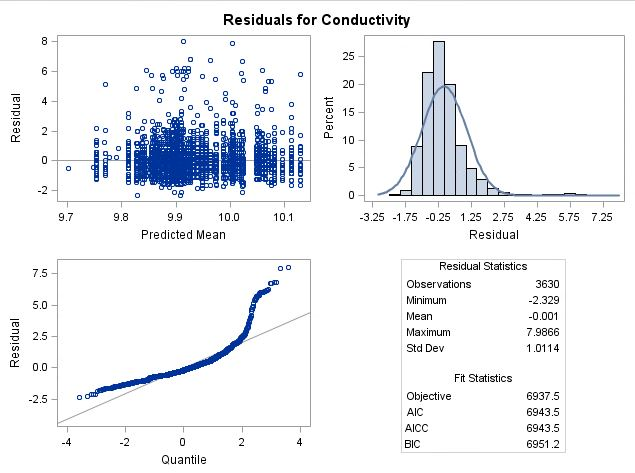 Residuals for Conductivity
Residual
8
6
4
2
0
-2
9.7 9.8 9.9 10.0 10.1
Predicted Mean
Percent
25
20
15
10
5
0
-3.25 -1.75 -0.25 1.25 2.75 4.25 5.75 7.25
Residual
Residual
7.5
5.0
2.5
0.0
-2.5
-4 -2 0 2 4
Quantile
Residual Statistics
Observations 3630
Minimum -2.329
Mean -0.001
Maximum 7.9866
Std Dev 1.0114
Fit Statistics
Objective 6937.5
AIC 6943.5
AICC 6943.5
BIC 6951.2